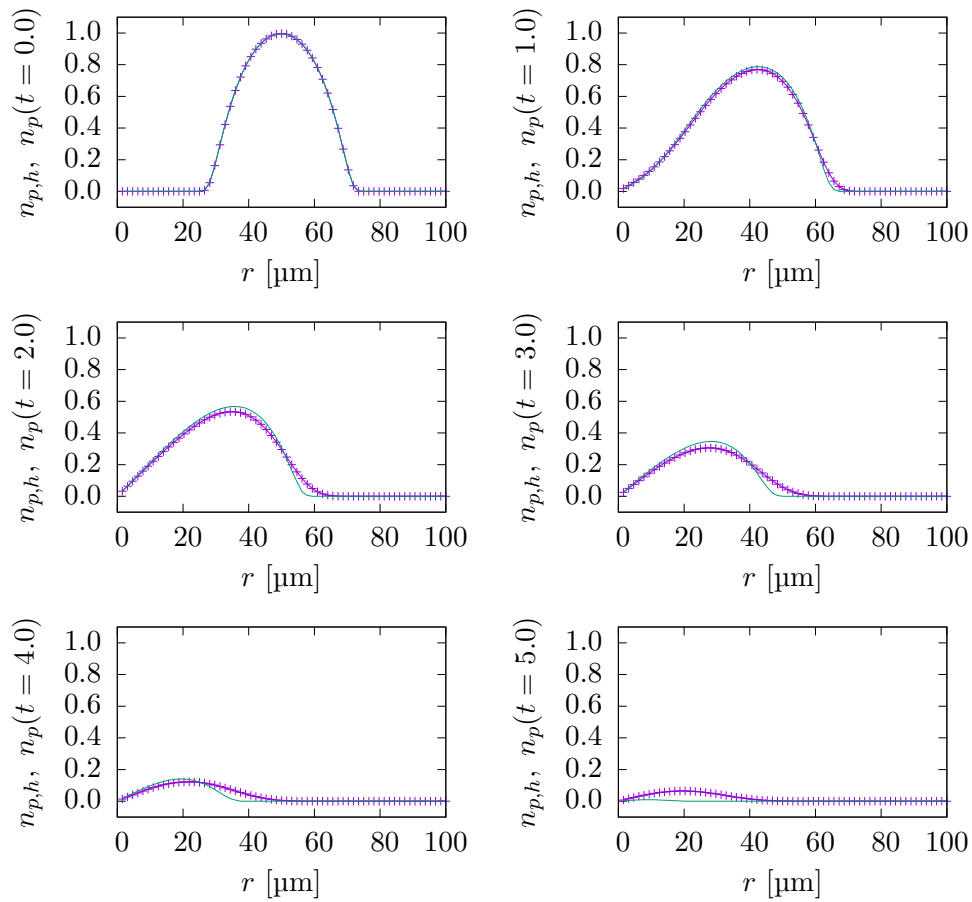 n_{p,h}, n_p(t = 0.0)
1.0
0.8
0.6
0.4
0.2
0.0
0 20 40 60 80 100
r [µm]
n_{p,h}, n_p(t = 1.0)
1.0
0.8
0.6
0.4
0.2
0.0
0 20 40 60 80 100
r [µm]
n_{p,h}, n_p(t = 2.0)
1.0
0.8
0.6
0.4
0.2
0.0
0 20 40 60 80 100
r [µm]
n_{p,h}, n_p(t = 3.0)
1.0
0.8
0.6
0.4
0.2
0.0
0 20 40 60 80 100
r [µm]
n_{p,h}, n_p(t = 4.0)
1.0
0.8
0.6
0.4
0.2
0.0
0 20 40 60 80 100
r [µm]
n_{p,h}, n_p(t = 5.0)
1.0
0.8
0.6
0.4
0.2
0.0
0 20 40 60 80 100
r [µm]